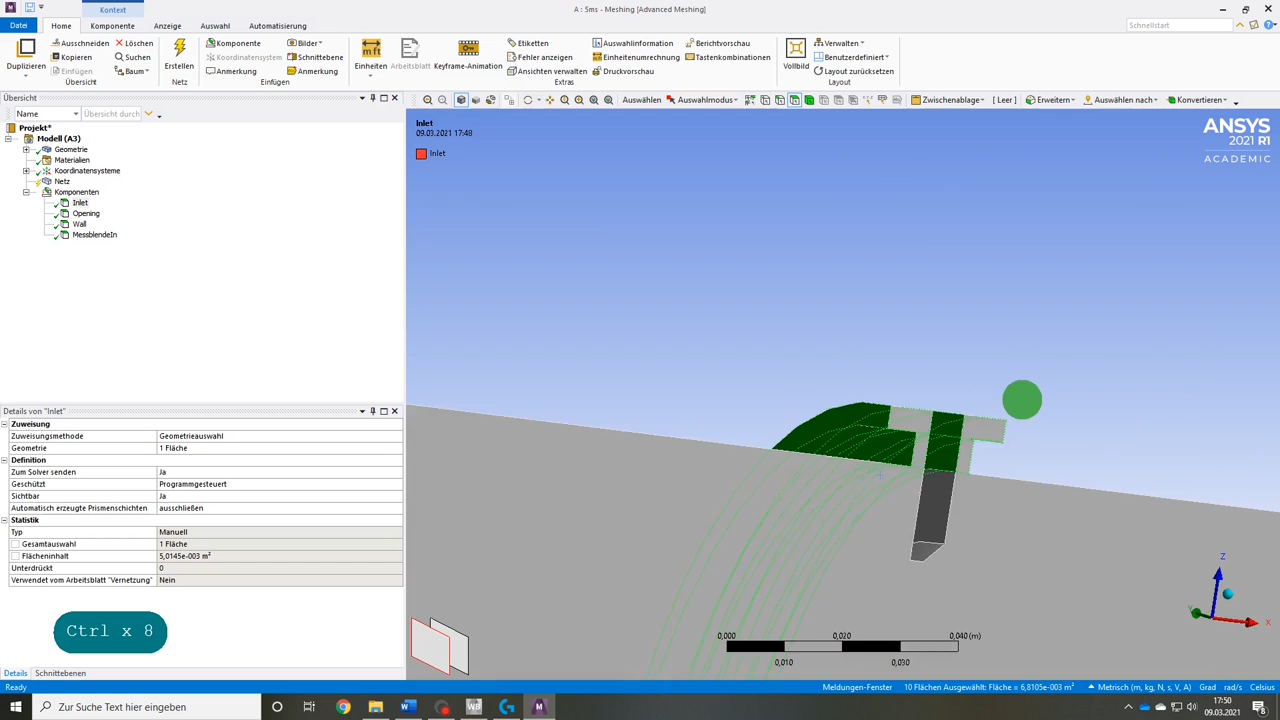 Kontext
A : 5ms - Meshing [Advanced Meshing]
Datei Home Komponente Anzeige Auswahl Automatisierung
Schnellstart
Duplizieren
Ausschneiden Löschen
Kopieren Suchen
Einfügen Baum
Übersicht
Erstellen
Netz
Komponente Bilder
Koordinatensystem Schnittebene
Anmerkung Anmerkung
Einfügen
Einheiten
Arbeitsblatt
Keyframe-Animation
Etiketten Auswahlinformation Berichtvorschau
Fehler anzeigen Einheitenumrechnung Tastenkombinationen
Ansichten verwalten Druckvorschau
Extras
Vollbild
Verwalten
Benutzerdefiniert
Layout zurücksetzen
Layout
Übersicht
Name
Übersicht durch
Auswählen Auswahlmodus Zwischenablage [ Leer ] Erweitern Auswählen nach Konvertieren
Projekt*
Modell (A3)
Geometrie
Materialien
Koordinatensysteme
Netz
Komponenten
Inlet
Opening
Wall
MessblendeIn
Inlet
09.03.2021 17:48
Inlet
ANSYS
2021 R1
ACADEMIC
Details von "Inlet"
Zuweisung
Zuweisungsmethode Geometrieauswahl
Geometrie 1 Fläche
Definition
Zum Solver senden Ja
Geschützt Programmgesteuert
Sichtbar Ja
Automatisch erzeugte Prismenschichten ausschließen
Statistik
Typ Manuell
Gesamtauswahl 1 Fläche
Flächeninhalt 5,0145e-003 m²
Unterdrückt 0
Verwendet vom Arbeitsblatt "Vernetzung" Nein
Ctrl x 8
0,000 0,020 0,040 (m)
0,010 0,030
Z
Y
X
Details Schnittebenen
Ready
Meldungen-Fenster 10 Flächen Ausgewählt: Fläche = 6,8105e-003 m² Metrisch (m, kg, N, s, V, A) Grad rad/s Celsius
Zur Suche Text hier eingeben
17:50
09.03.2021
8